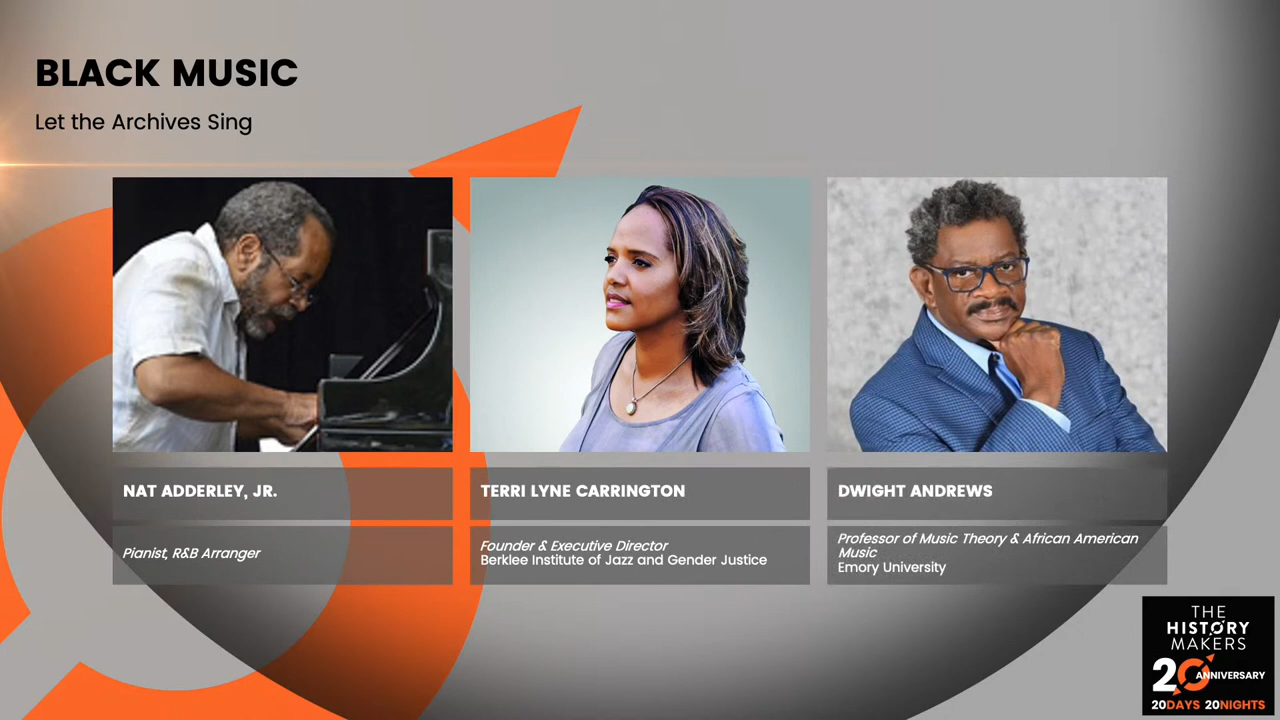 BLACK MUSIC
Let the Archives Sing
NAT ADDERLEY, JR.
Pianist, R&B Arranger
TERRI LYNE CARRINGTON
Founder & Executive Director
Berklee Institute of Jazz and Gender Justice
DWIGHT ANDREWS
Professor of Music Theory & African American
Music
Emory University
THE
HISTORY
MAKERS
20 ANNIVERSARY
20DAYS 20NIGHTS